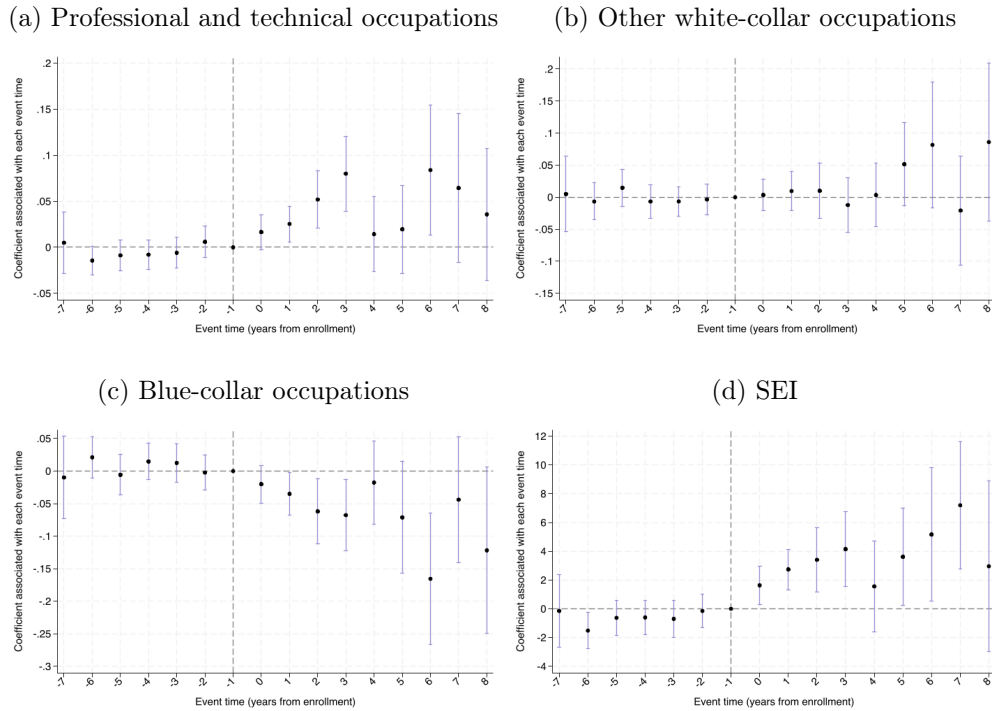 (a) Professional and technical occupations
Coefficient associated with each event time
.2
.15
.1
.05
0
-.05
-7 -6 -5 -4 -3 -2 -1 0 1 2 3 4 5 6 7 8
Event time (years from enrollment)
(b) Other white-collar occupations
Coefficient associated with each event time
.2
.15
.1
.05
0
-.05
-.1
-.15
-7 -6 -5 -4 -3 -2 -1 0 1 2 3 4 5 6 7 8
Event time (years from enrollment)
(c) Blue-collar occupations
Coefficient associated with each event time
.05
0
-.05
-.1
-.15
-.2
-.25
-.3
-7 -6 -5 -4 -3 -2 -1 0 1 2 3 4 5 6 7 8
Event time (years from enrollment)
(d) SEI
Coefficient associated with each event time
12
10
8
6
4
2
0
-2
-4
-7 -6 -5 -4 -3 -2 -1 0 1 2 3 4 5 6 7 8
Event time (years from enrollment)